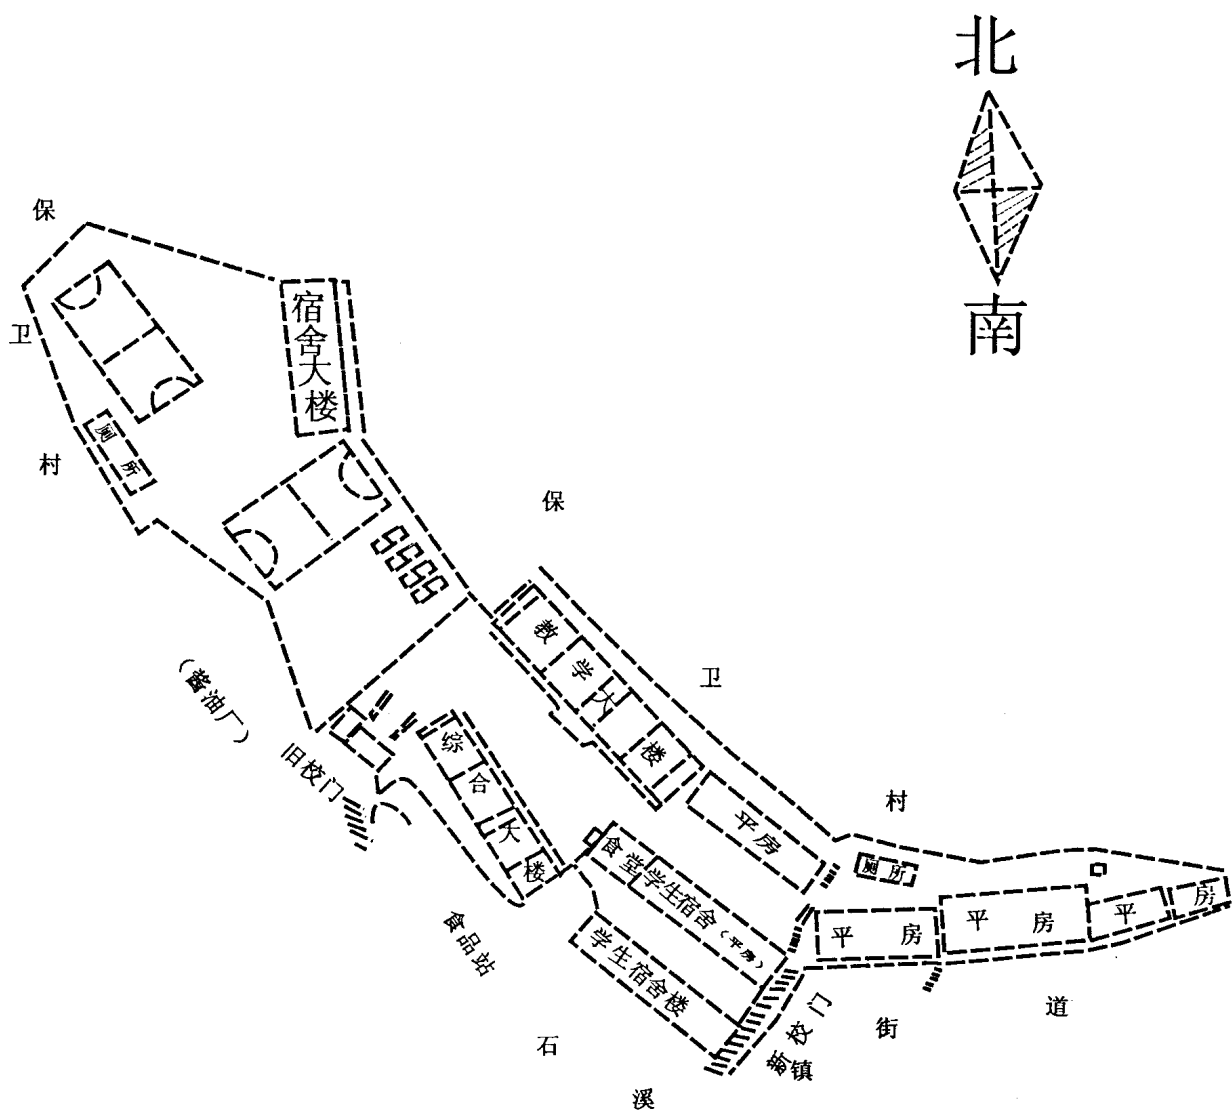 北
南
保卫村
宿舍大楼
厕所
保卫村
教学大楼
(酱油厂)
旧校门
综合大楼
平房
厕所
食堂
学生宿舍(平房)
学生宿舍楼
平房
平房
平房
食品站
新校门
石溪镇街道